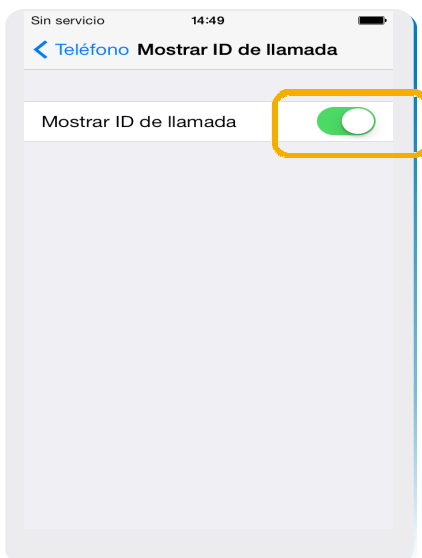 Sin servicio 14:49
Teléfono Mostrar ID de llamada
Mostrar ID de llamada